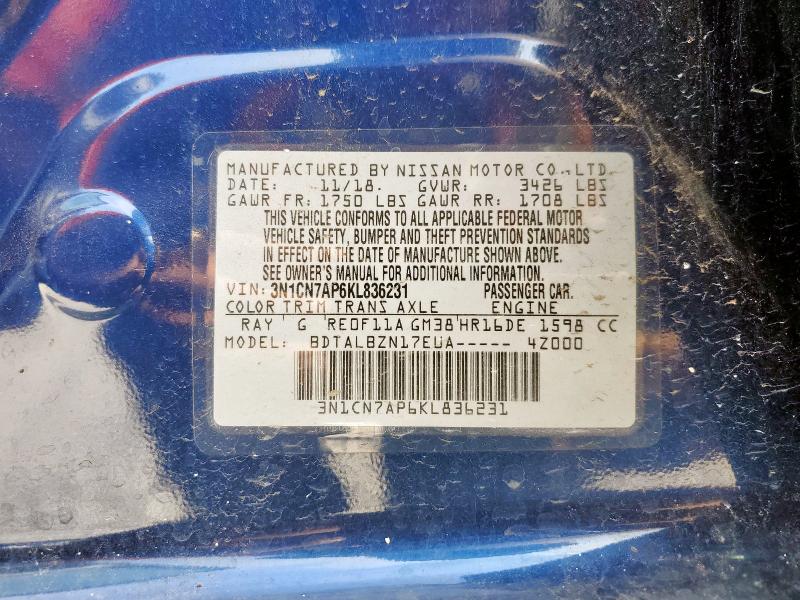 MANUFACTURED BY NISSAN MOTOR CO., LTD.
DATE: 11/18. GVWR: 3426 LBS
GAWR FR: 1750 LBS GAWR RR: 1708 LBS
THIS VEHICLE CONFORMS TO ALL APPLICABLE FEDERAL MOTOR
VEHICLE SAFETY, BUMPER AND THEFT PREVENTION STANDARDS
IN EFFECT ON THE DATE OF MANUFACTURE SHOWN ABOVE.
SEE OWNER'S MANUAL FOR ADDITIONAL INFORMATION.
VIN: 3N1CN7AP6KL836231 PASSENGER CAR.
COLOR TRIM TRANS AXLE ENGINE
RAY G RE0F11A GM38 HR16DE 1598 CC
MODEL: BDTALBZN17EUA----- 4Z000
3N1CN7AP6KL836231